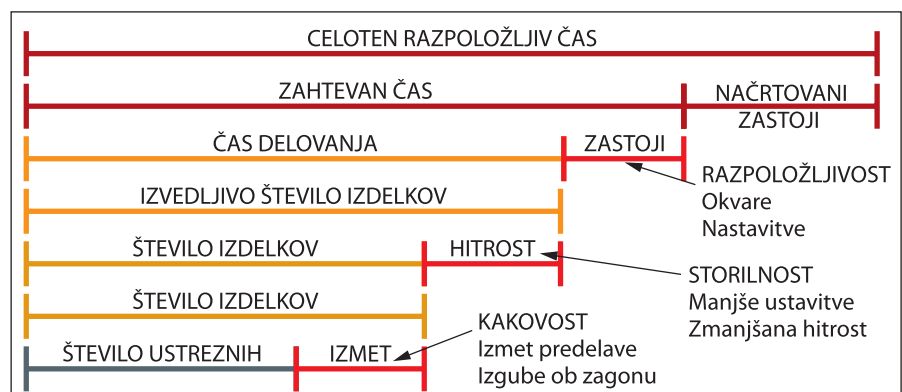 CELOTEN RAZPOLOŽLJIV ČAS
ZAHTEVAN ČAS
NAČRTOVANI
ZASTOJI
ČAS DELOVANJA
ZASTOJI
RAZPOLOŽLJIVOST
Okvare
Nastavitve
IZVEDLJIVO ŠTEVILO IZDELKOV
ŠTEVILO IZDELKOV
HITROST
STORILNOST
Manjše ustavitve
Zmanjšana hitrost
ŠTEVILO IZDELKOV
KAKOVOST
Izmet predelave
Izgube ob zagonu
ŠTEVILO USTREZNIH
IZMET